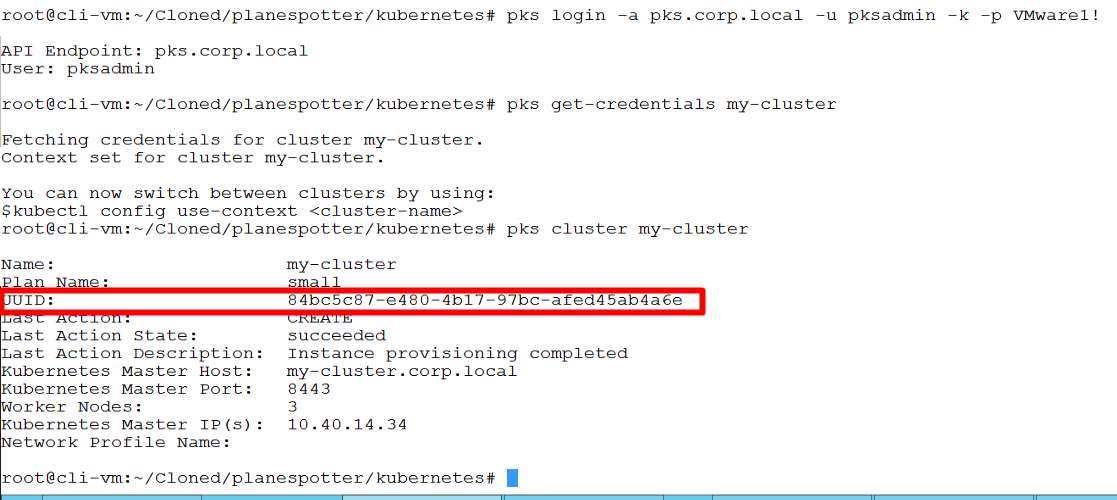 root@cli-vm:~/Cloned/planespotter/kubernetes# pks login -a pks.corp.local -u pksadmin -k -p VMware1!
API Endpoint: pks.corp.local
User: pksadmin
root@cli-vm:~/Cloned/planespotter/kubernetes# pks get-credentials my-cluster
Fetching credentials for cluster my-cluster.
Context set for cluster my-cluster.
You can now switch between clusters by using:
$kubectl config use-context <cluster-name>
root@cli-vm:~/Cloned/planespotter/kubernetes# pks cluster my-cluster
Name: my-cluster
Plan Name: small
UUID: 84bc5c87-e480-4b17-97bc-afed45ab4a6e
Last Action: CREATE
Last Action State: succeeded
Last Action Description: Instance provisioning completed
Kubernetes Master Host: my-cluster.corp.local
Kubernetes Master Port: 8443
Worker Nodes: 3
Kubernetes Master IP(s): 10.40.14.34
Network Profile Name:
root@cli-vm:~/Cloned/planespotter/kubernetes#